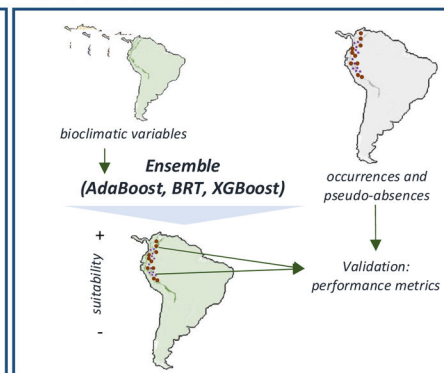 bioclimatic variables
Ensemble
(AdaBoost, BRT, XGBoost)
occurrences and
pseudo-absences
+
suitability
-
Validation:
performance metrics